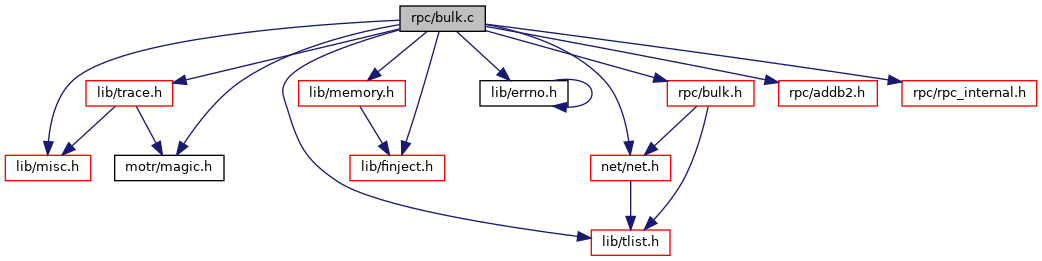 rpc/bulk.c
lib/trace.h
lib/memory.h
lib/errno.h
rpc/bulk.h
rpc/addb2.h
rpc/rpc_internal.h
lib/misc.h
motr/magic.h
lib/finject.h
net/net.h
lib/tlist.h